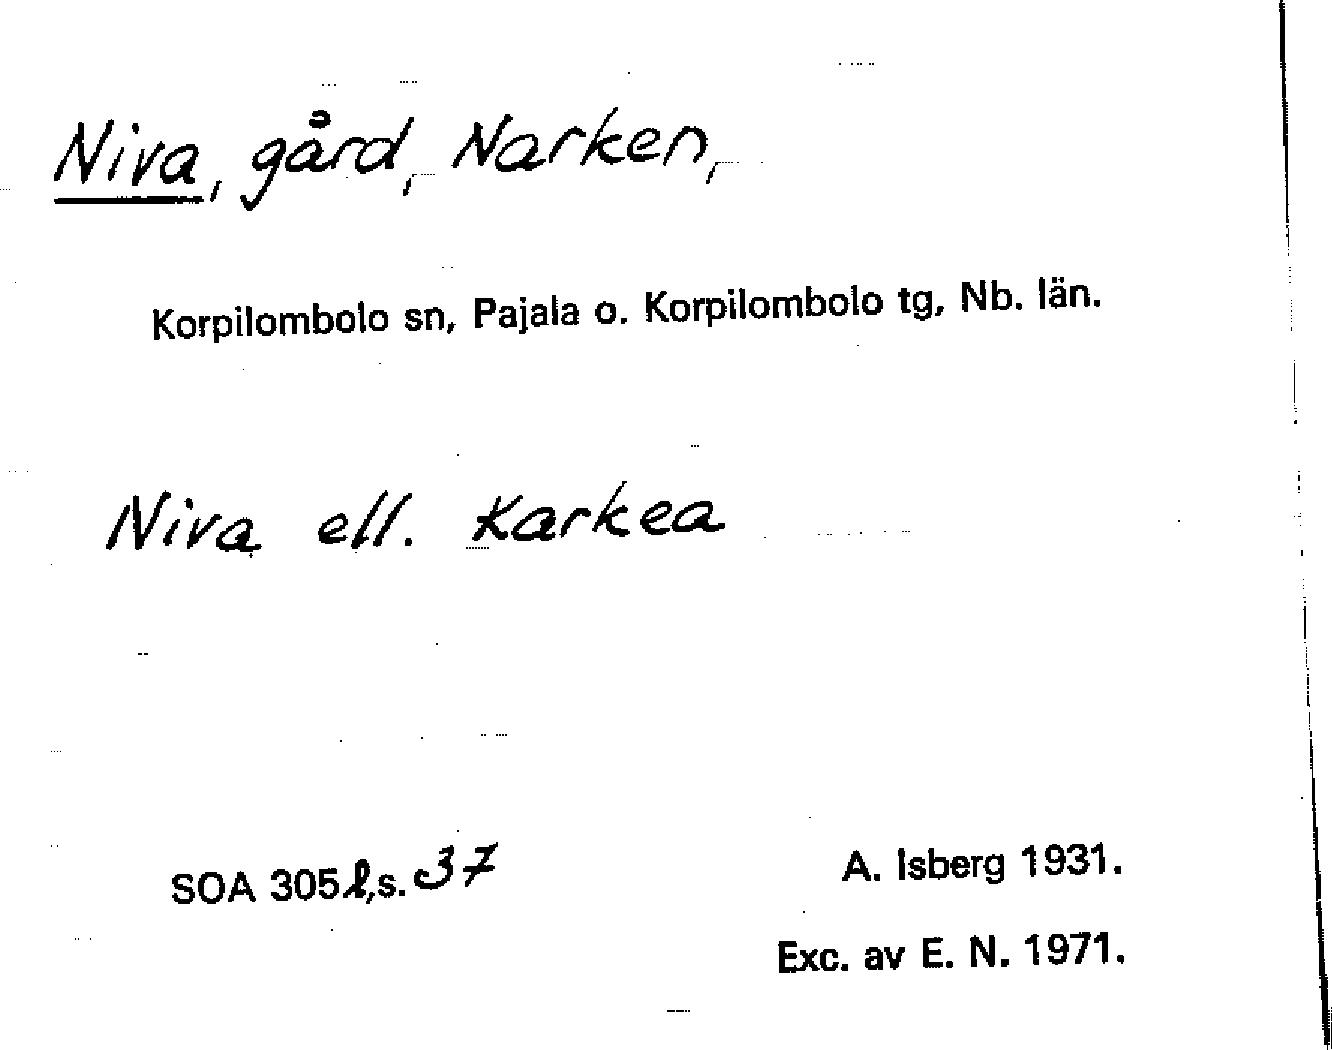 Niva, gård, Narken,
Korpilombolo sn, Pajala o. Korpilombolo tg, Nb. län.
Niva ell. Karkea
SOA 305l,s. 37
A. Isberg 1931.
Exc. av E. N. 1971.